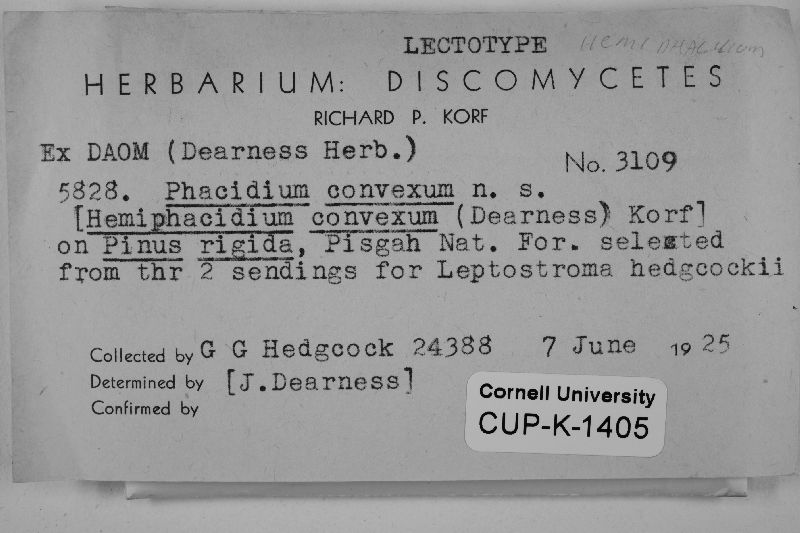 LECTOTYPE Hemiphacidium
HERBARIUM: DISCOMYCETES
RICHARD P. KORF
Ex DAOM (Dearness Herb.)
No. 3109
5828. Phacidium convexum n. s.
[Hemiphacidium convexum (Dearness) Korf]
on Pinus rigida, Pisgah Nat. For. selested
from thr 2 sendings for Leptostroma hedgcockii
Collected by G G Hedgcock 24388 7 June 1925
Determined by [J.Dearness]
Confirmed by
Cornell University
CUP-K-1405